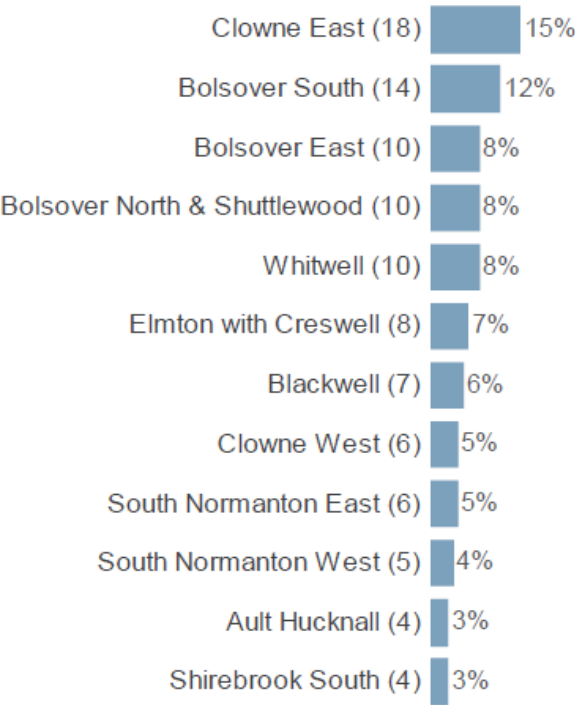 Clowne East (18) 15%
Bolsover South (14) 12%
Bolsover East (10) 8%
Bolsover North & Shuttlewood (10) 8%
Whitwell (10) 8%
Elmton with Creswell (8) 7%
Blackwell (7) 6%
Clowne West (6) 5%
South Normanton East (6) 5%
South Normanton West (5) 4%
Ault Hucknall (4) 3%
Shirebrook South (4) 3%